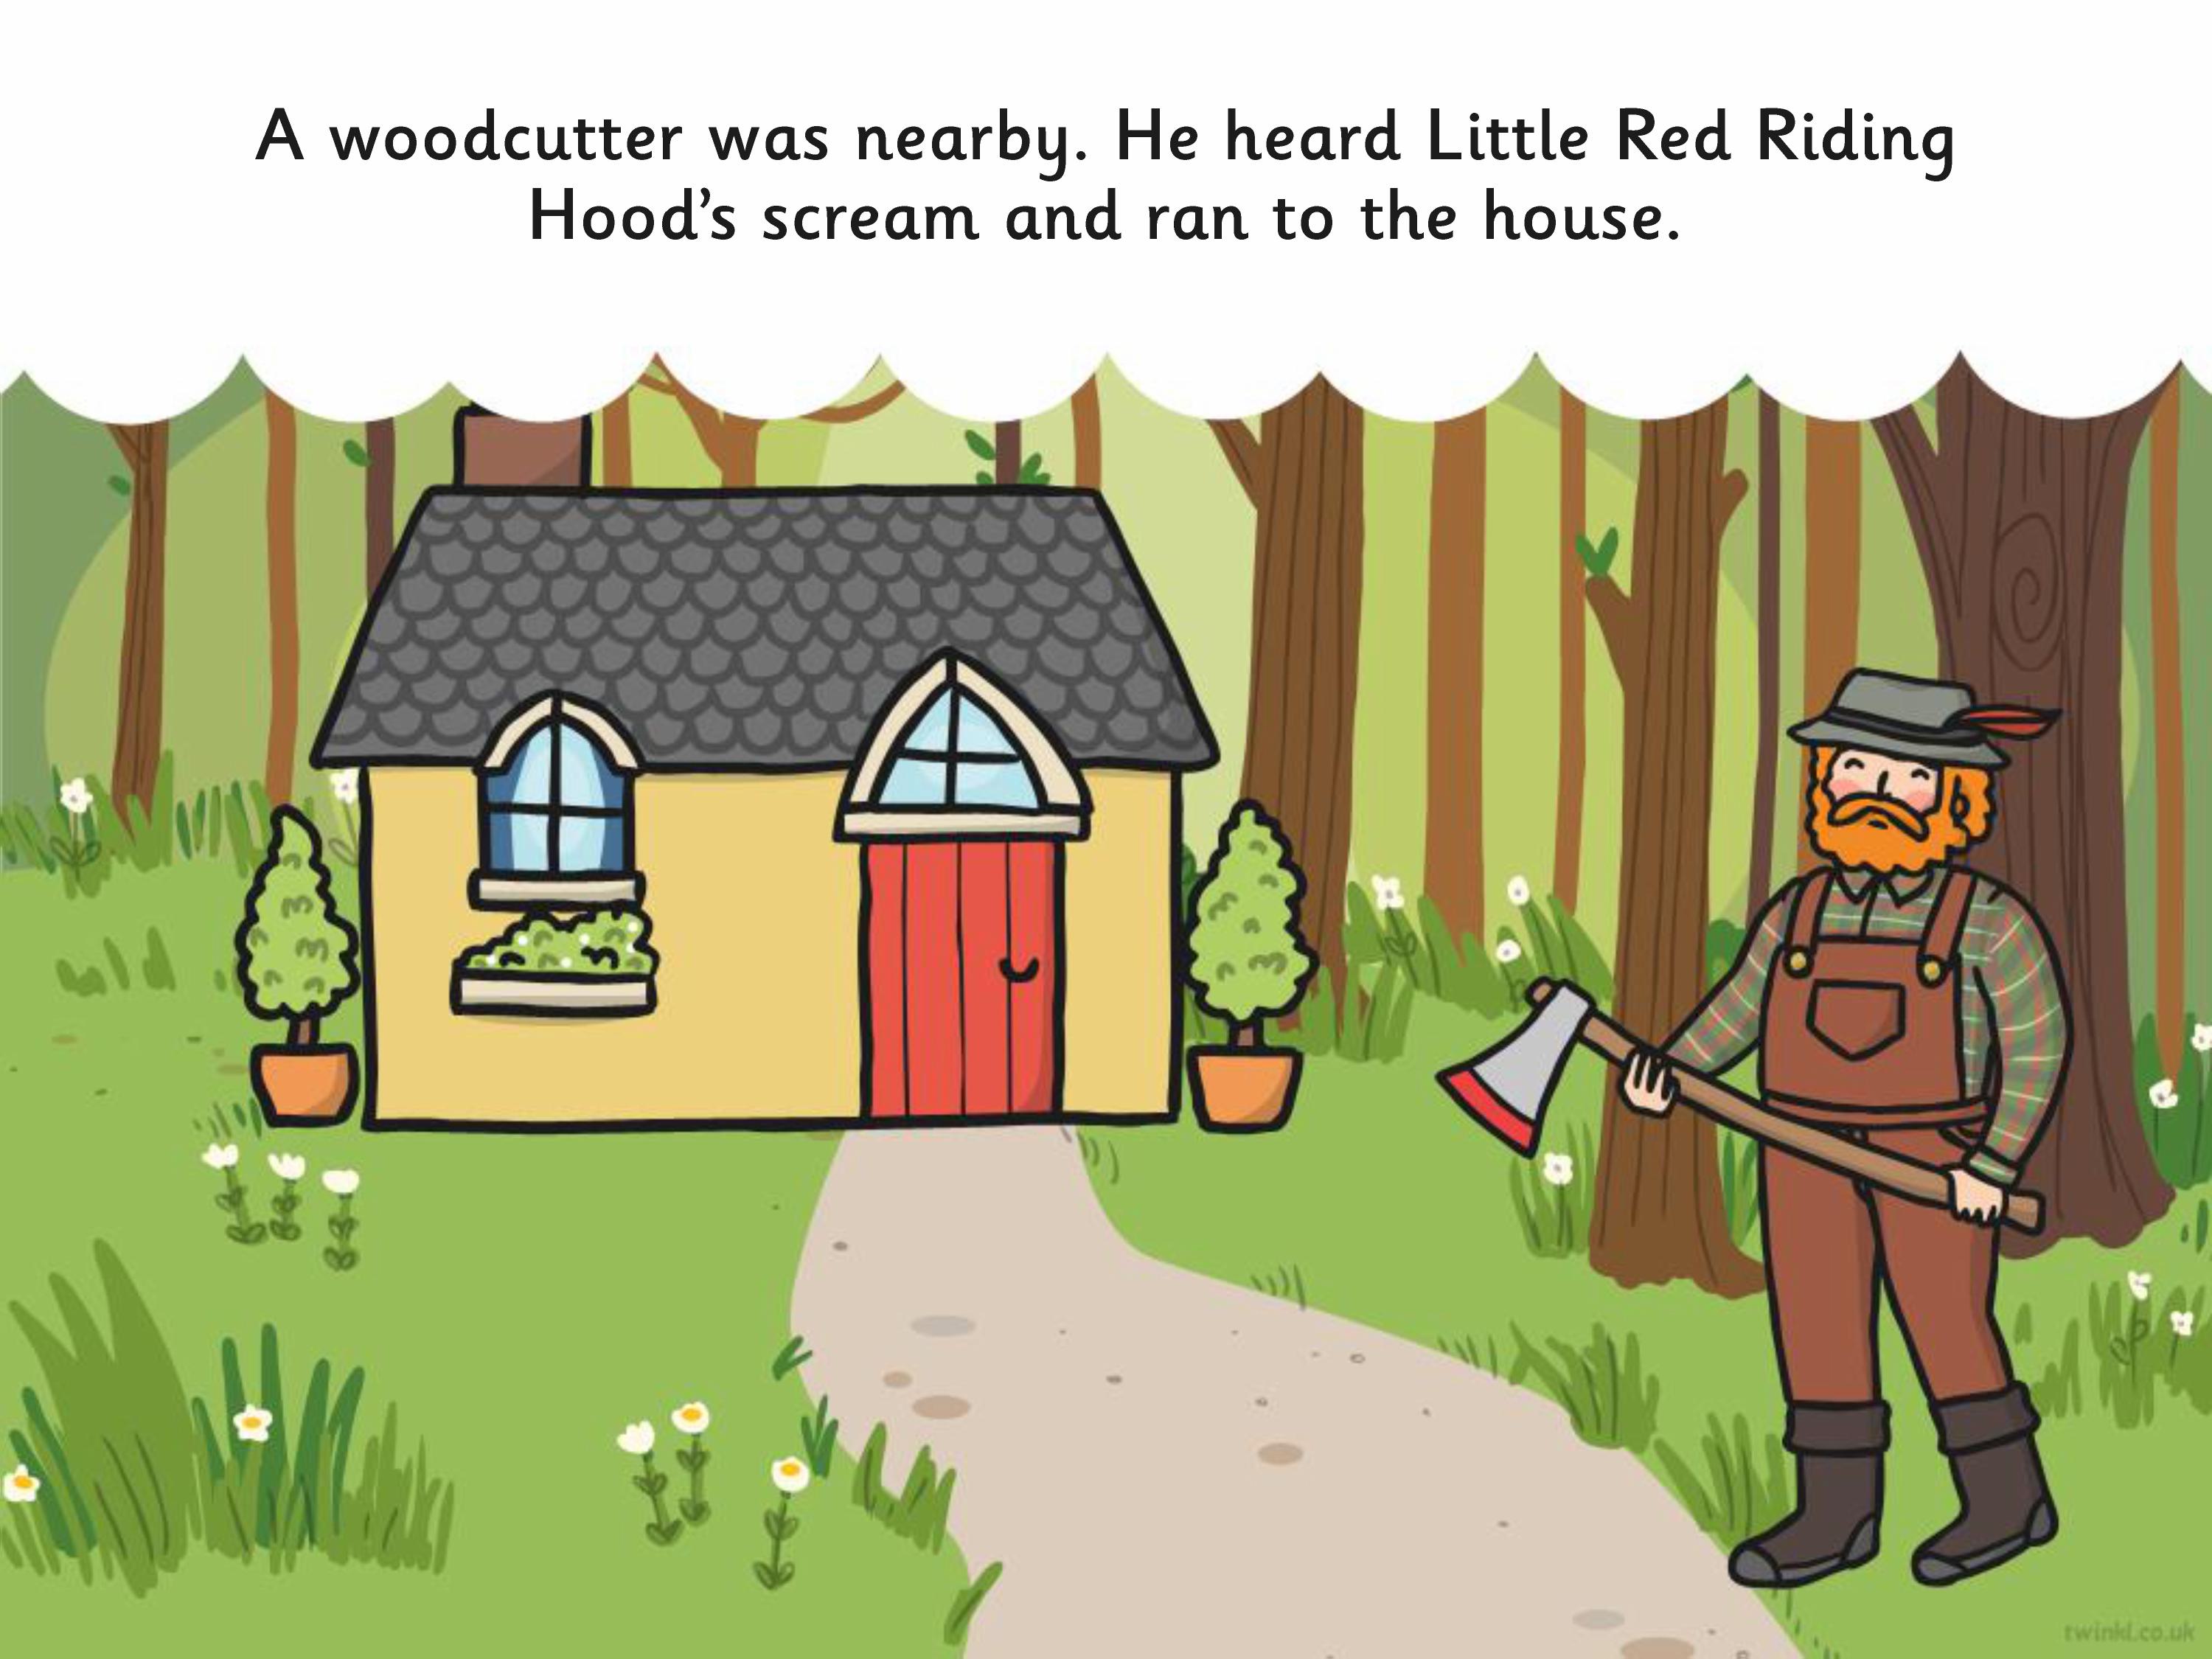 A woodcutter was nearby. He heard Little Red Riding
Hood’s scream and ran to the house.
twinkl.co.uk